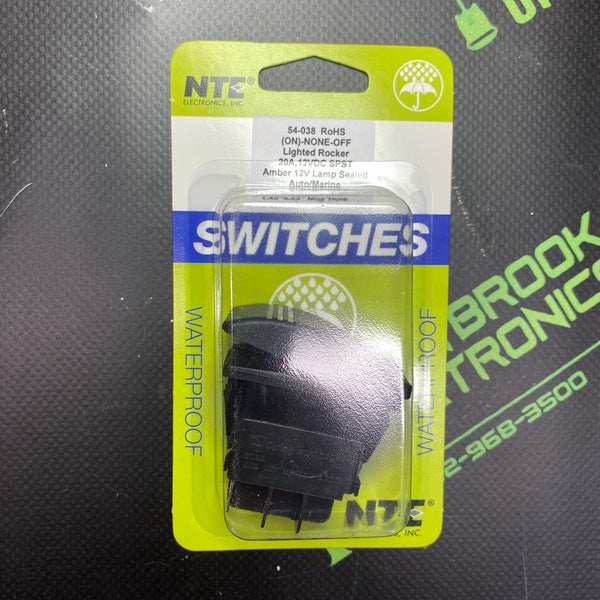 NTE®
ELECTRONICS, INC.
54-038 RoHS
(ON)-NONE-OFF
Lighted Rocker
20A,12VDC SPST
Amber 12V Lamp Sealed
Auto/Marine
SWITCHES
WATERPROOF
WATERPROOF
BROOK
TRONICS
2-968-3500
NTE®
INC.